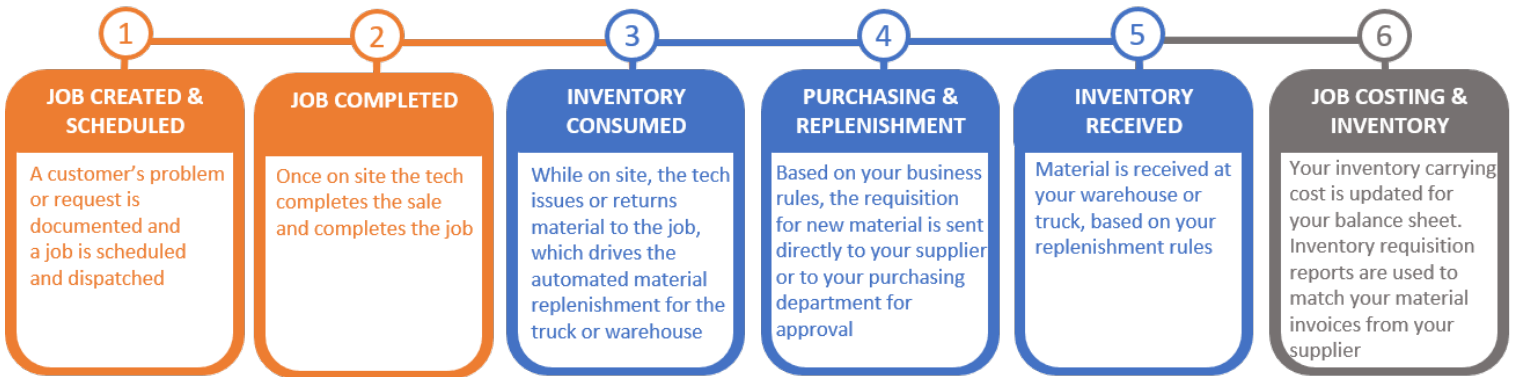 1
JOB CREATED &
SCHEDULED
A customer's problem
or request is
documented and
a job is scheduled
and dispatched
2
JOB COMPLETED
Once on site the tech
completes the sale
and completes the job
3
INVENTORY
CONSUMED
While on site, the tech
issues or returns
material to the job,
which drives the
automated material
replenishment for the
truck or warehouse
4
PURCHASING &
REPLENISHMENT
Based on your business
rules, the requisition
for new material is sent
directly to your supplier
or to your purchasing
department for
approval
5
INVENTORY
RECEIVED
Material is received at
your warehouse or
truck, based on your
replenishment rules
6
JOB COSTING &
INVENTORY
Your inventory carrying
cost is updated for
your balance sheet.
Inventory requisition
reports are used to
match your material
invoices from your
supplier